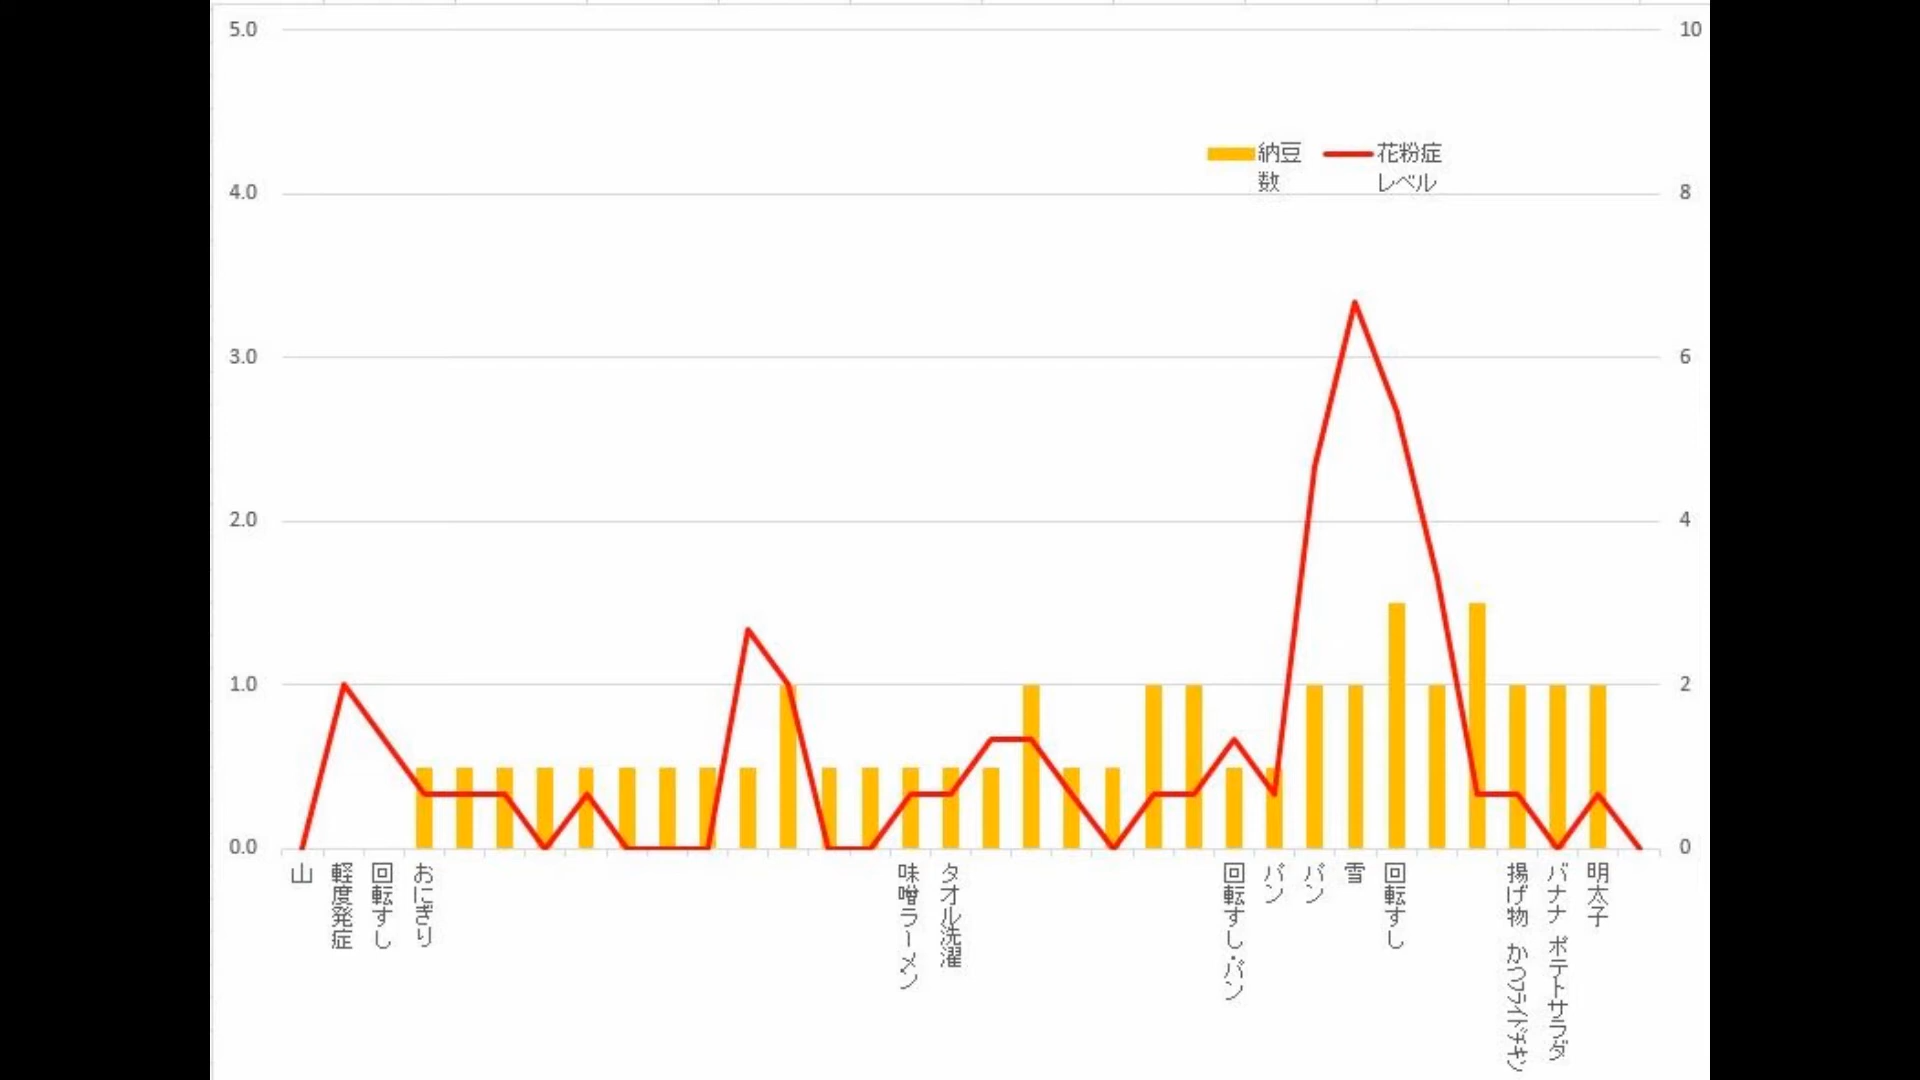 5.0
4.0
3.0
2.0
1.0
0.0
10
8
6
4
2
0
納豆
数
花粉症
レベル
山
軽度発症
回転すし
おにぎり
味噌ラーメン
タオル洗濯
回転すし・パン
パン
パン
雪
回転すし
揚げ物 かつフライドチキン
バナナ ポテトサラダ
明太子